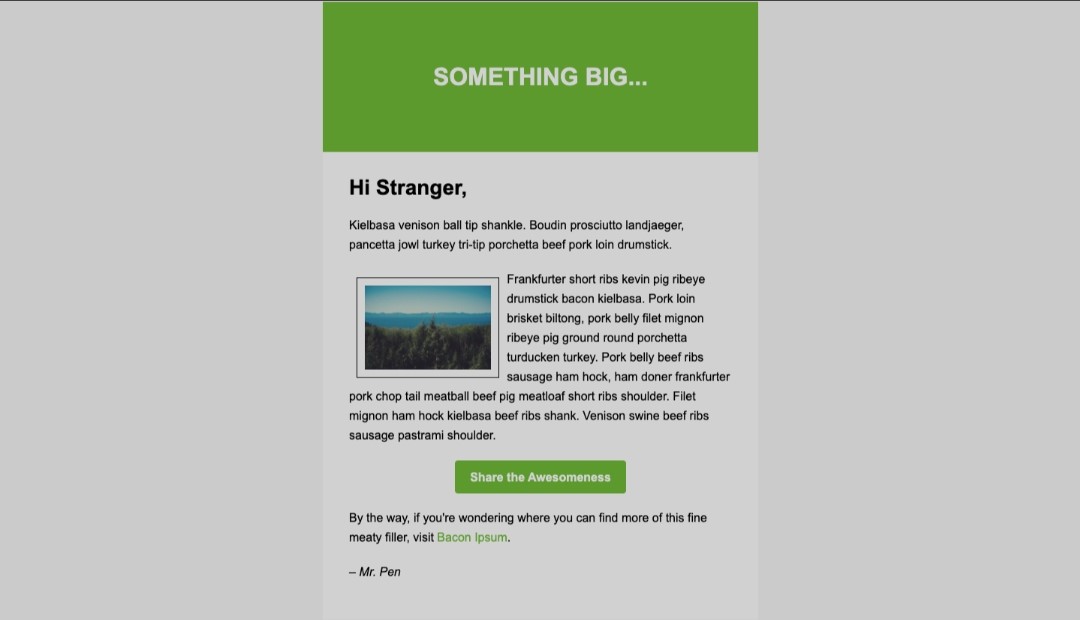 SOMETHING BIG...
Hi Stranger,
Kielbasa venison ball tip shankle. Boudin prosciutto landjaeger,
pancetta jowl turkey tri-tip porchetta beef pork loin drumstick.
Frankfurter short ribs kevin pig ribeye
drumstick bacon kielbasa. Pork loin
brisket biltong, pork belly filet mignon
ribeye pig ground round porchetta
turducken turkey. Pork belly beef ribs
sausage ham hock, ham doner frankfurter
pork chop tail meatball beef pig meatloaf short ribs shoulder. Filet
mignon ham hock kielbasa beef ribs shank. Venison swine beef ribs
sausage pastrami shoulder.
Share the Awesomeness
By the way, if you're wondering where you can find more of this fine
meaty filler, visit Bacon Ipsum.
– Mr. Pen